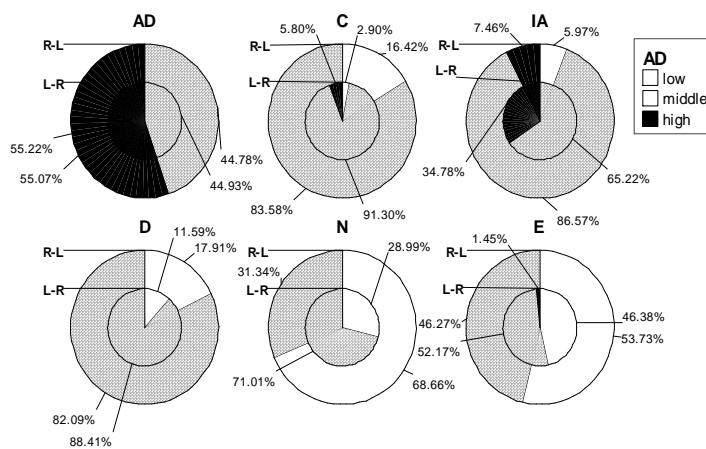 AD
R-L
L-R
55.22%
55.07%
44.78%
44.93%
C
5.80%
2.90%
16.42%
R-L
L-R
83.58%
91.30%
IA
7.46%
5.97%
R-L
L-R
34.78%
65.22%
86.57%
AD
low
middle
high
D
11.59%
17.91%
R-L
L-R
82.09%
88.41%
N
28.99%
R-L
31.34%
L-R
71.01%
68.66%
E
1.45%
R-L
L-R
46.27%
52.17%
46.38%
53.73%